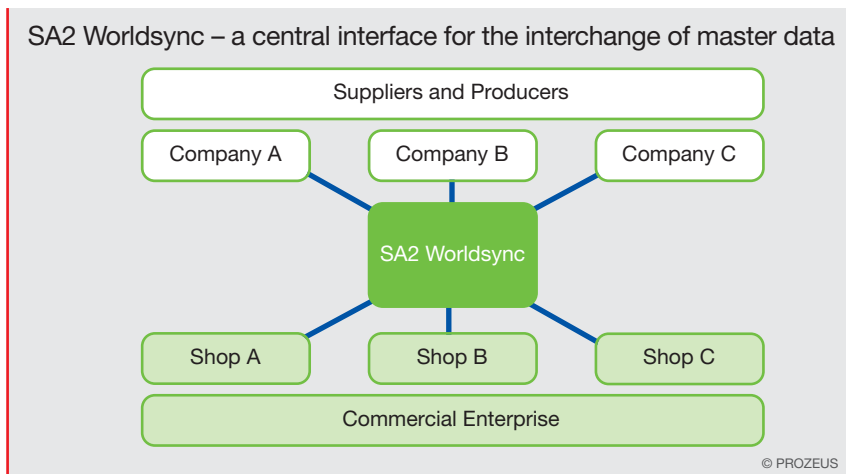 SA2 Worldsync – a central interface for the interchange of master data
Suppliers and Producers
Company A
Company B
Company C
SA2 Worldsync
Shop A
Shop B
Shop C
Commercial Enterprise
© PROZEUS